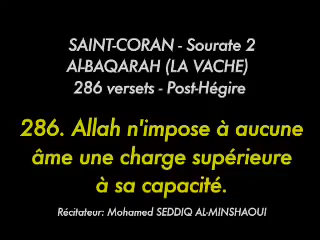 SAINT-CORAN - Sourate 2
Al-BAQARAH (LA VACHE)
286 versets - Post-Hégire
286. Allah n'impose à aucune
âme une charge supérieure
à sa capacité.
Récitateur: Mohamed SEDDIQ AL-MINSHAOUI